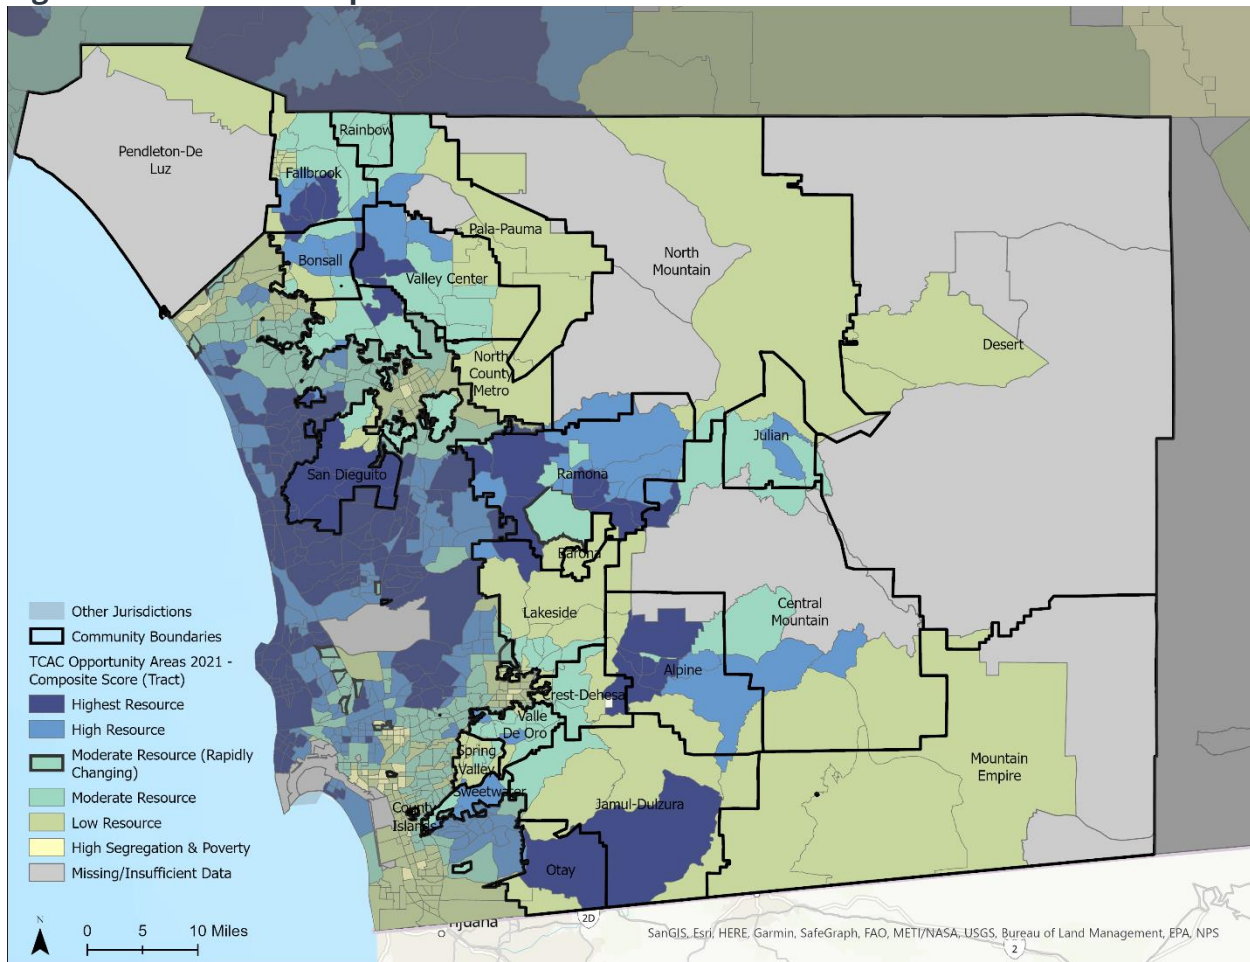 Rainbow
Pendleton-De
Luz
Fallbrook
Pala-Pauma
Bonsall
North
Mountain
Valley Center
Desert
North
County
Metro
Julian
San Dieguito
Ramona
Barona
Lakeside
Central
Mountain
Alpine
Crest-Dehesa
Valle
De Oro
Spring
Valley
Mountain
Empire
Sweetwater
Jamul-Dulzura
County
Islands
Otay
Other Jurisdictions
Community Boundaries
TCAC Opportunity Areas 2021 -
Composite Score (Tract)
Highest Resource
High Resource
Moderate Resource (Rapidly
Changing)
Moderate Resource
Low Resource
High Segregation & Poverty
Missing/Insufficient Data
N
0 5 10 Miles
2D
2
SanGIS, Esri, HERE, Garmin, SafeGraph, FAO, METI/NASA, USGS, Bureau of Land Management, EPA, NPS